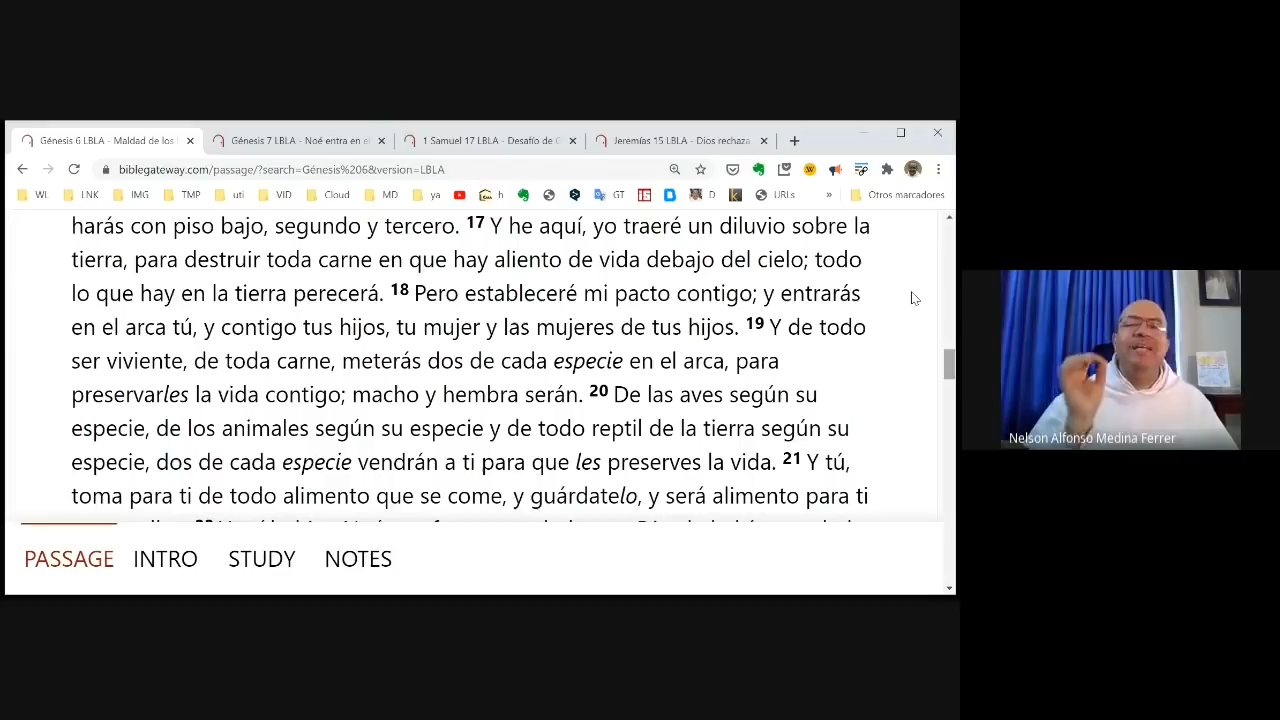 Génesis 6 LBLA - Maldad de los
Génesis 7 LBLA - Noé entra en el
1 Samuel 17 LBLA - Desafío de G
Jeremías 15 LBLA - Dios rechaza
biblegateway.com/passage/?search=Génesis%206&version=LBLA
WL LNK IMG TMP uti VID Cloud MD ya h GT D URLs » Otros marcadores
harás con piso bajo, segundo y tercero. 17 Y he aquí, yo traeré un diluvio sobre la
tierra, para destruir toda carne en que hay aliento de vida debajo del cielo; todo
lo que hay en la tierra perecerá. 18 Pero estableceré mi pacto contigo; y entrarás
en el arca tú, y contigo tus hijos, tu mujer y las mujeres de tus hijos. 19 Y de todo
ser viviente, de toda carne, meterás dos de cada especie en el arca, para
preservarles la vida contigo; macho y hembra serán. 20 De las aves según su
especie, de los animales según su especie y de todo reptil de la tierra según su
especie, dos de cada especie vendrán a ti para que les preserves la vida. 21 Y tú,
toma para ti de todo alimento que se come, y guárdatelo, y será alimento para ti
PASSAGE INTRO STUDY NOTES
Nelson Alfonso Medina Ferrer